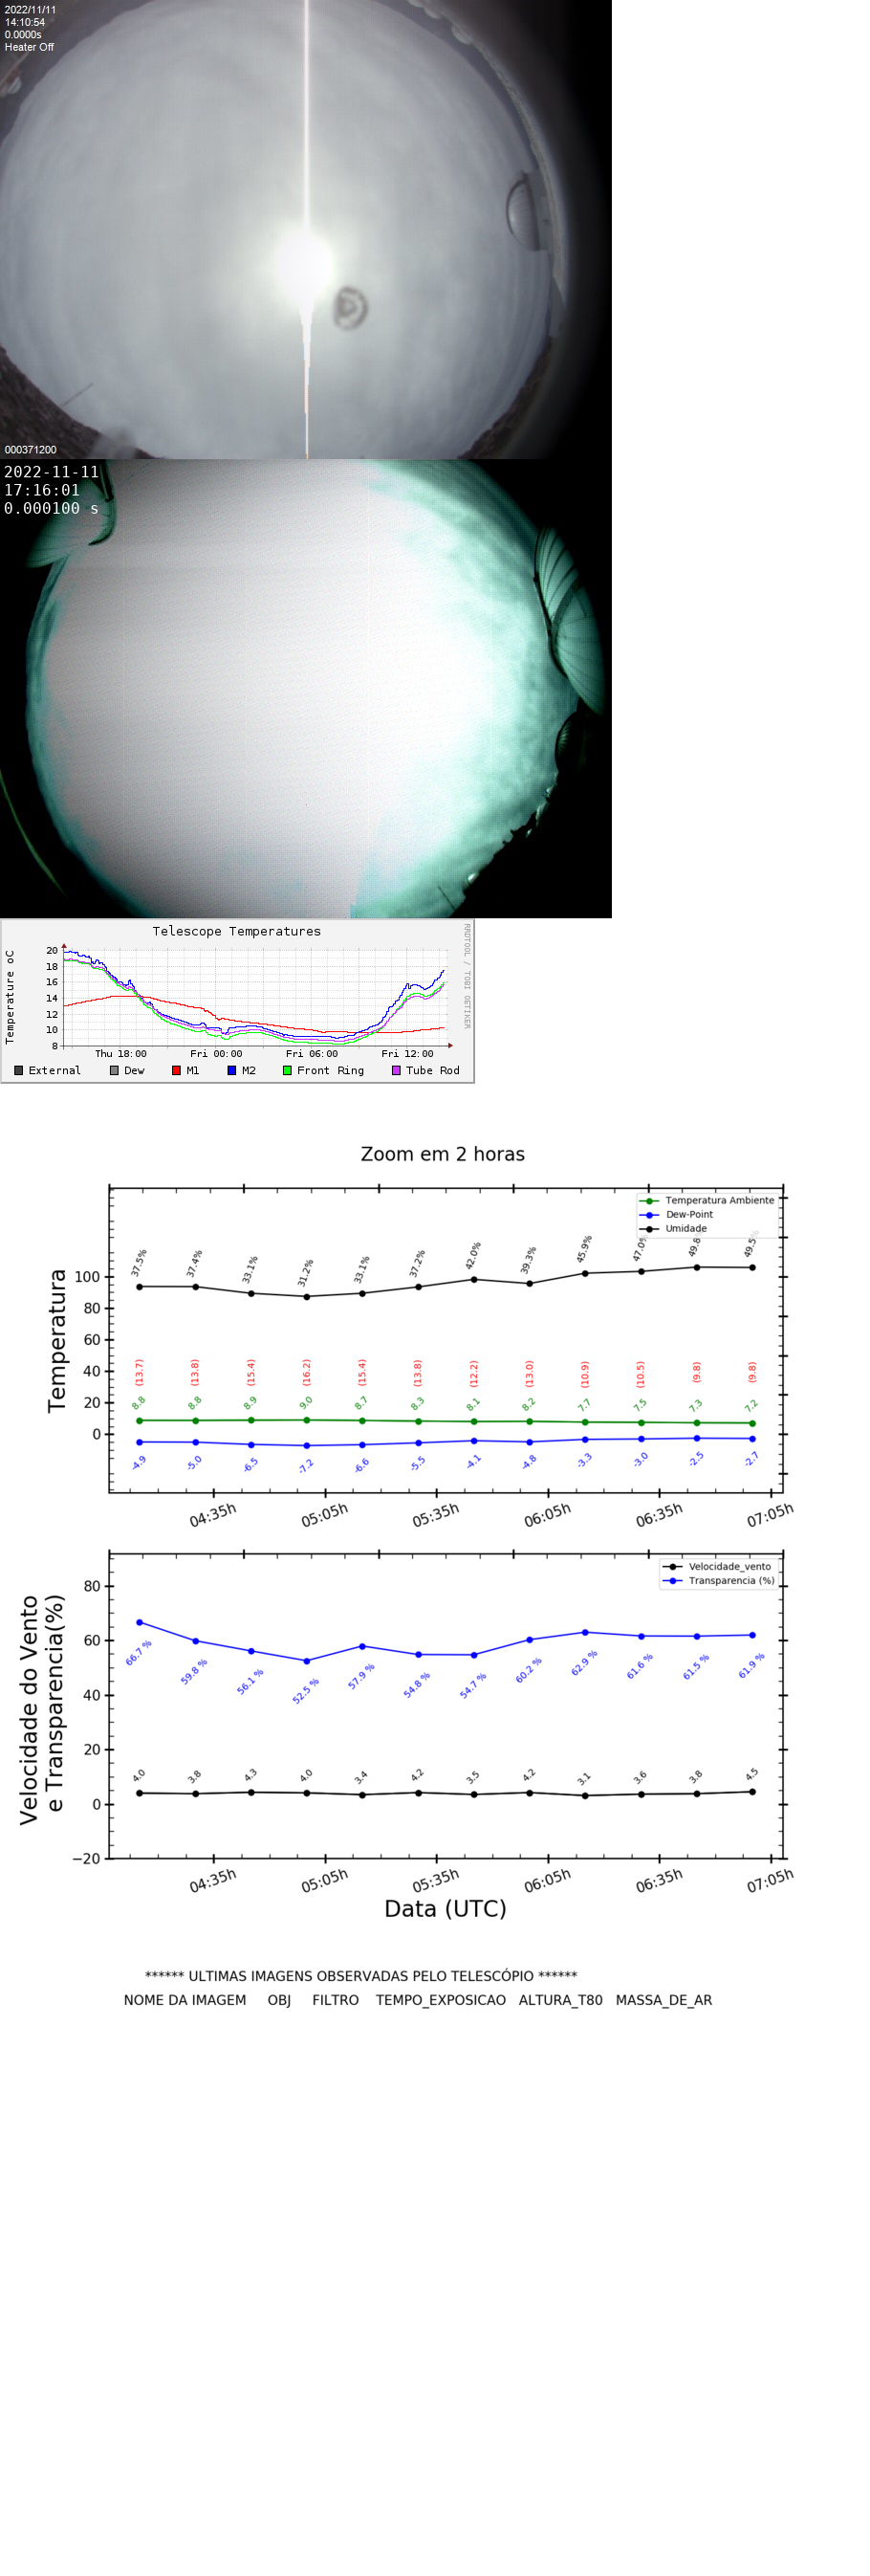 2022/11/11
14:10:54
0.0000s
Heater Off
000371200
2022-11-11
17:16:01
0.000100 s
Telescope Temperatures
RRDTOOL / TOBI OETIKER
Temperature oC
20
18
16
14
12
10
8
Thu 18:00 Fri 00:00 Fri 06:00 Fri 12:00
External Dew M1 M2 Front Ring Tube Rod
Zoom em 2 horas
Temperatura Ambiente
Dew-Point
Umidade
37.5% 37.4% 33.1% 31.2% 33.1% 37.2% 42.0% 39.3% 45.9% 47.0% 49.8% 49.5%
Temperatura
100
80
60
40
20
0
(13.7) (13.8) (15.4) (16.2) (15.4) (13.8) (12.2) (13.0) (10.9) (10.5) (9.8) (9.8)
8.8 8.8 8.9 9.0 8.7 8.3 8.1 8.2 7.7 7.5 7.3 7.2
-4.9 -5.0 -6.5 -7.2 -6.6 -5.5 -4.1 -4.8 -3.3 -3.0 -2.5 -2.7
04:35h 05:05h 05:35h 06:05h 06:35h 07:05h
Velocidade_vento
Transparencia (%)
Velocidade do Vento
e Transparencia(%)
80
60
40
20
0
−20
66.7 % 59.8 % 56.1 % 52.5 % 57.9 % 54.8 % 54.7 % 60.2 % 62.9 % 61.6 % 61.5 % 61.9 %
4.0 3.8 4.3 4.0 3.4 4.2 3.5 4.2 3.1 3.6 3.8 4.5
04:35h 05:05h 05:35h 06:05h 06:35h 07:05h
Data (UTC)
****** ULTIMAS IMAGENS OBSERVADAS PELO TELESCÓPIO ******
NOME DA IMAGEM OBJ FILTRO TEMPO_EXPOSICAO ALTURA_T80 MASSA_DE_AR